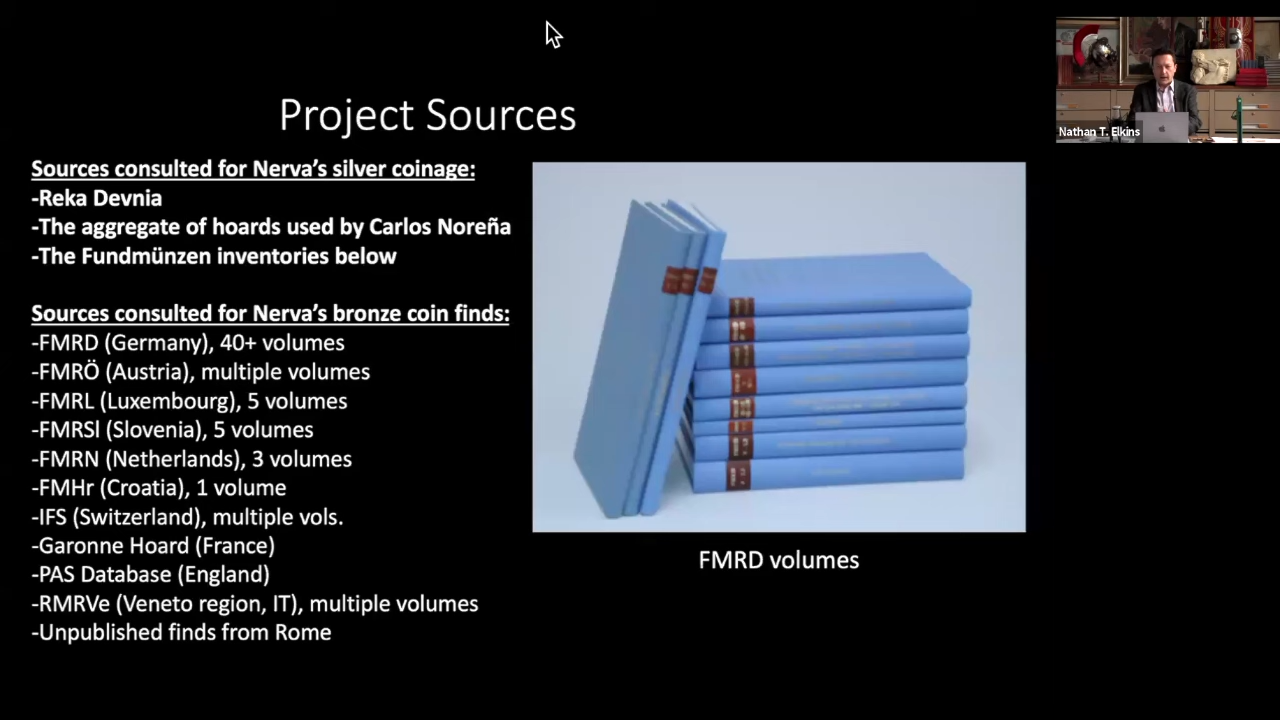 Project Sources
Nathan T. Elkins
Sources consulted for Nerva's silver coinage:
-Reka Devnia
-The aggregate of hoards used by Carlos Noreña
-The Fundmünzen inventories below
Sources consulted for Nerva's bronze coin finds:
-FMRD (Germany), 40+ volumes
-FMRÖ (Austria), multiple volumes
-FMRL (Luxembourg), 5 volumes
-FMRSl (Slovenia), 5 volumes
-FMRN (Netherlands), 3 volumes
-FMHr (Croatia), 1 volume
-IFS (Switzerland), multiple vols.
-Garonne Hoard (France)
-PAS Database (England)
-RMRVe (Veneto region, IT), multiple volumes
-Unpublished finds from Rome
FMRD volumes